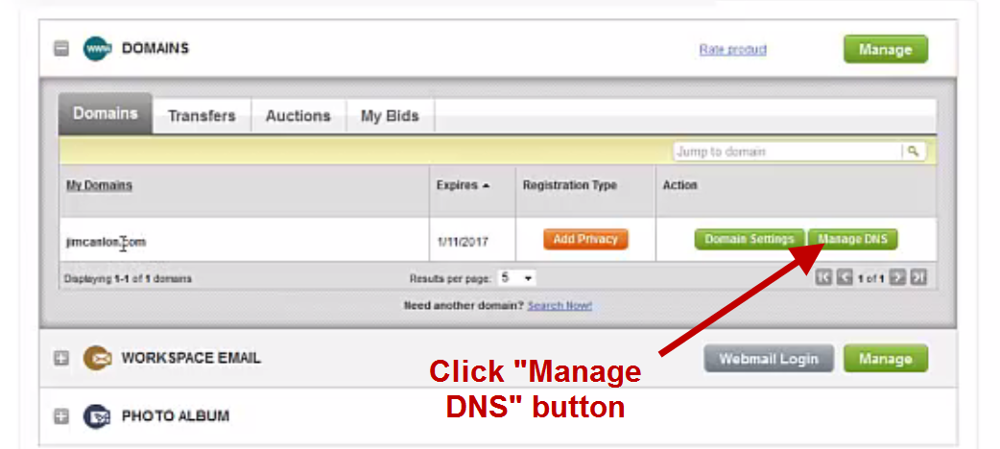 DOMAINS Rate product Manage
Domains Transfers Auctions My Bids
Jump to domain
My Domains Expires Registration Type Action
jimcanlon.com 1/11/2017 Add Privacy Domain Settings Manage DNS
Displaying 1-1 of 1 domains Results per page: 5 1 of 1
Need another domain? Search Now!
WORKSPACE EMAIL Webmail Login Manage
Click "Manage
DNS" button
PHOTO ALBUM